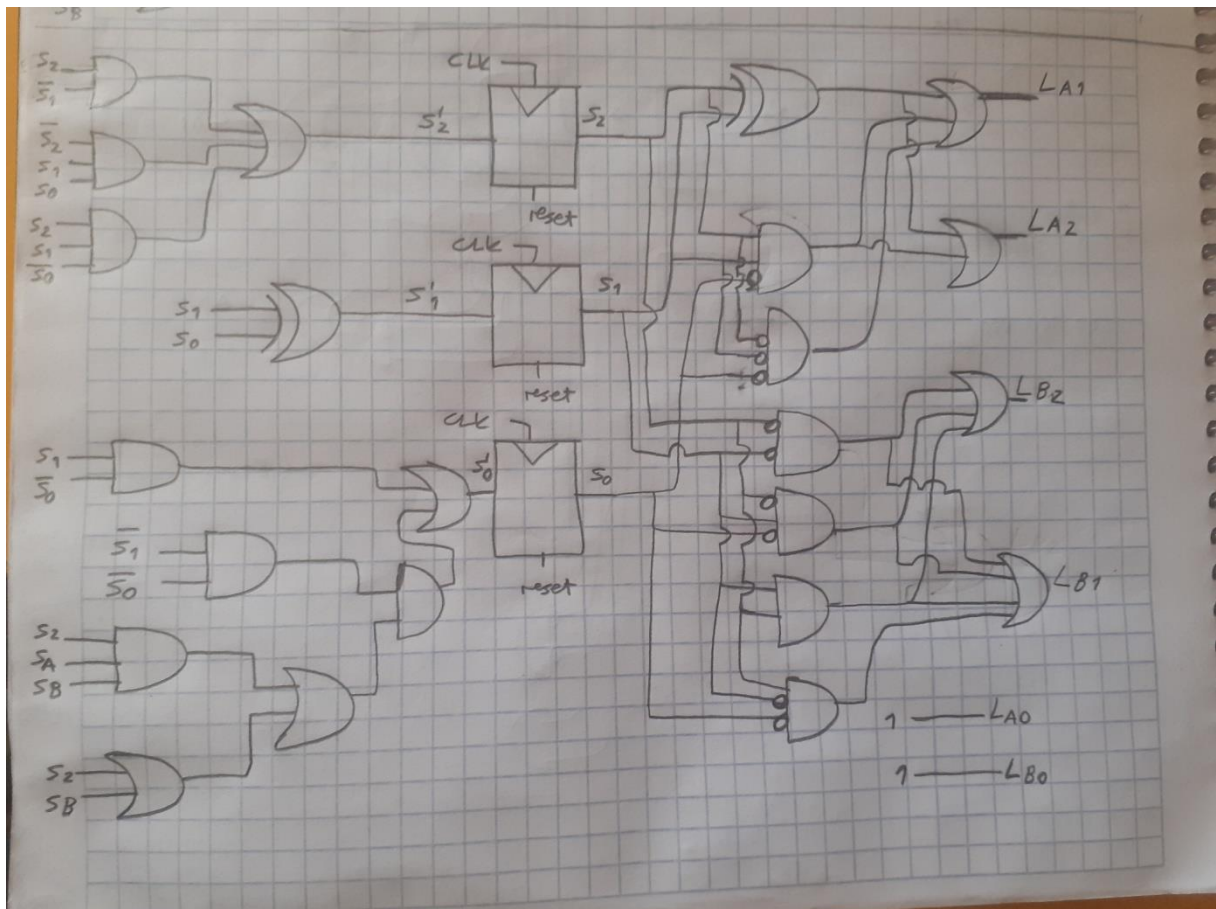 SB
S2
S̅1
CLK
LA1
S'2
S2
S̅2
S1
S0
reset
S2
S1
S̅0
CLK
LA2
S1
S0
S'1
S1
reset
LB2
CLK
S1
S̅0
S'0
S0
S̅1
S̅0
reset
LB1
S2
SA
SB
1 LA0
S2
SB
1 LB0